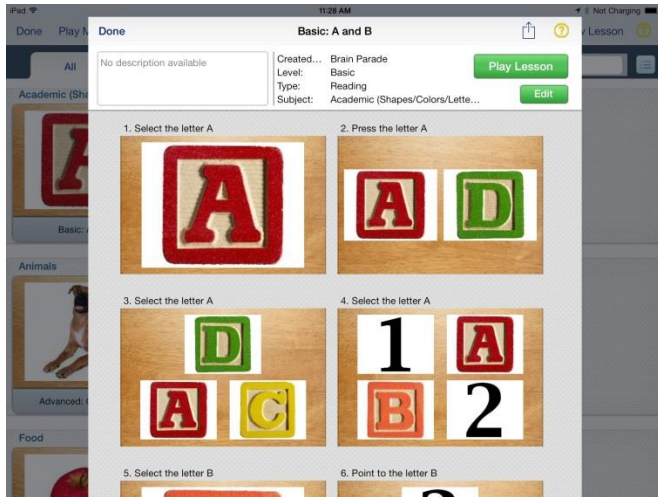 iPad 11:28 AM Not Charging
Done Play M Done Basic: A and B Lesson
All
No description available
Created... Brain Parade
Level: Basic
Type: Reading
Subject: Academic (Shapes/Colors/Lette...
Play Lesson
Edit
Academic (Sha
A
Basic:
Animals
Advanced:
Food
1. Select the letter A
A
2. Press the letter A
A D
3. Select the letter A
D
A C
4. Select the letter A
1 A
B 2
5. Select the letter B
6. Point to the letter B